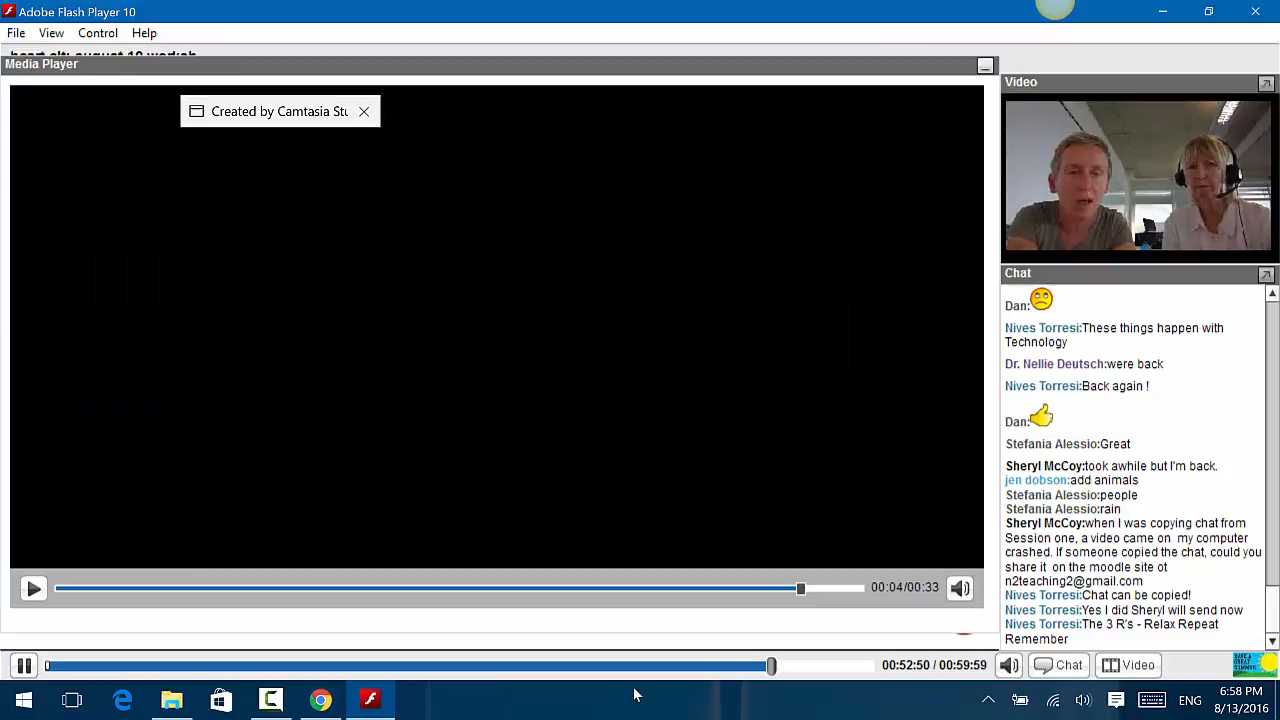 Adobe Flash Player 10
File View Control Help
heart city august 10 worksh
Media Player
Created by Camtasia Stu
00:04/00:33
Video
Chat
Dan:
Nives Torresi:These things happen with
Technology
Dr. Nellie Deutsch:were back
Nives Torresi:Back again !
Dan:
Stefania Alessio:Great
Sheryl McCoy:took awhile but I'm back.
jen dobson:add animals
Stefania Alessio:people
Stefania Alessio:rain
Sheryl McCoy:when I was copying chat from
Session one, a video came on my computer
crashed. If someone copied the chat, could you
share it on the moodle site ot
n2teaching2@gmail.com
Nives Torresi:Chat can be copied!
Nives Torresi:Yes I did Sheryl will send now
Nives Torresi:The 3 R's - Relax Repeat
Remember
00:52:50 / 00:59:59
Chat
Video
ENG
6:58 PM
8/13/2016